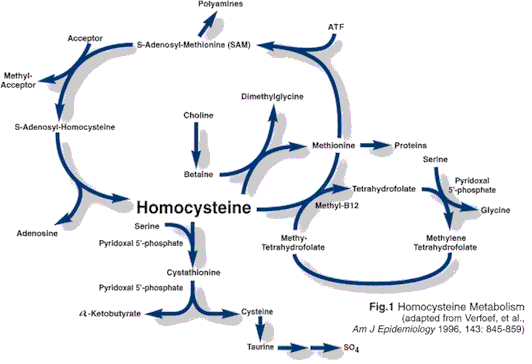 Polyamines
ATF
Acceptor
S-Adenosyl-Methionine (SAM)
Methyl-
Acceptor
Dimethylglycine
Choline
S-Adenosyl-Homocysteine
Methionine
Proteins
Serine
Betaine
Pyridoxal
5'-phosphate
Tetrahydrofolate
Methyl-B12
Homocysteine
Glycine
Serine
Adenosine
Pyridoxal 5'-phosphate
Methy-
Tetrahydrofolate
Methylene
Tetrahydrofolate
Cystathionine
Pyridoxal 5'-phosphate
Fig.1 Homocysteine Metabolism
(adapted from Verfoef, et al.,
Am J Epidemiology 1996, 143: 845-859)
-Ketobutyrate
Cysteine
Taurine
SO4